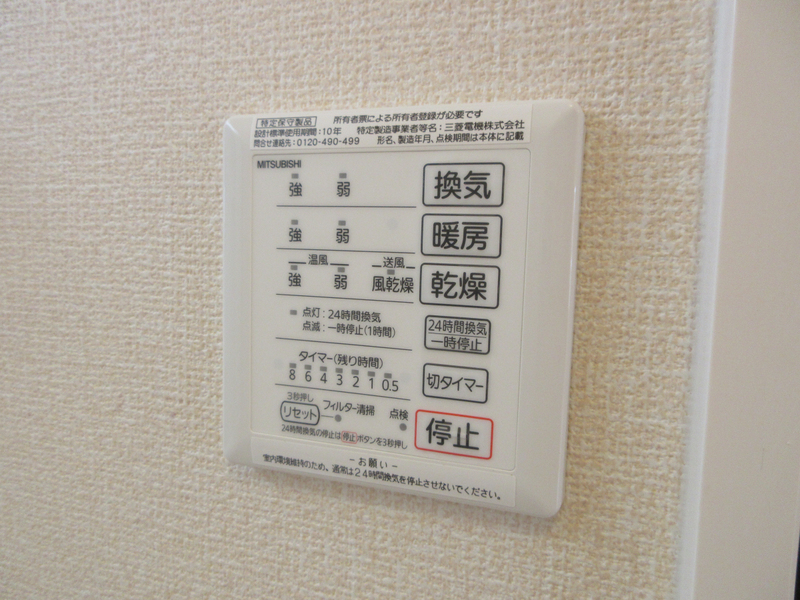 特定保守製品 所有者票による所有者登録が必要です
設計標準使用期間:10年 特定製造事業者等名:三菱電機株式会社
問合せ連絡先:0120-490-499 形名、製造年月、点検期間は本体に記載
MITSUBISHI
強 弱 換気
強 弱 暖房
温風 送風
強 弱 風乾燥 乾燥
点灯:24時間換気
点滅:一時停止(1時間)
24時間換気
一時停止
タイマー(残り時間)
8 6 4 3 2 1 0.5
切タイマー
3秒押し
リセット フィルター清掃 点検
24時間換気の停止は停止ボタンを3秒押し
停止
-お願い-
室内環境維持のため、通常は24時間換気を停止させないでください。